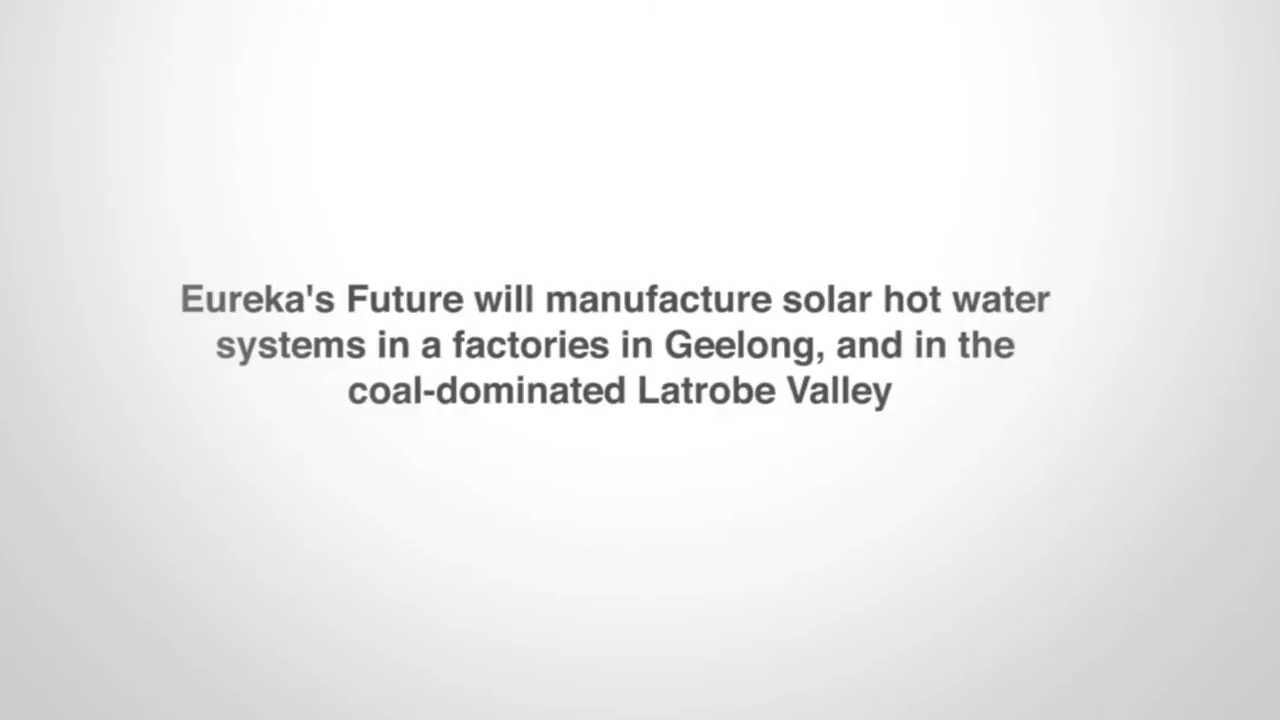 Eureka's Future will manufacture solar hot water
systems in a factories in Geelong, and in the
coal-dominated Latrobe Valley